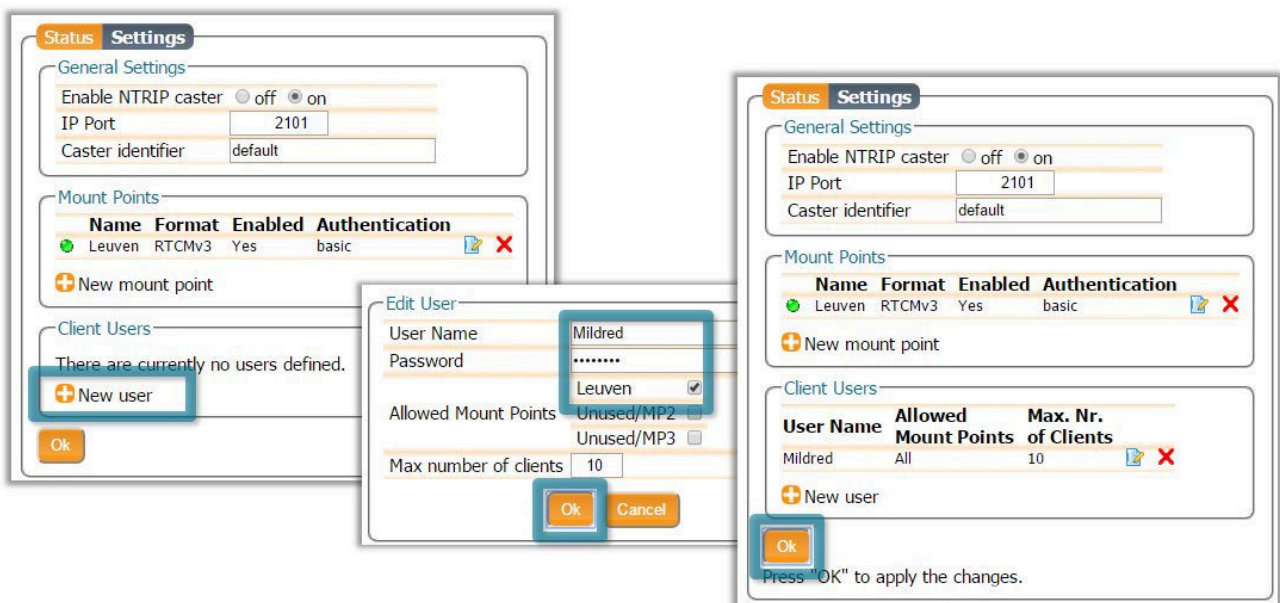 Status Settings
General Settings
Enable NTRIP caster off on
IP Port 2101
Caster identifier default
Mount Points
Name Format Enabled Authentication
Leuven RTCMv3 Yes basic
New mount point
Client Users
There are currently no users defined.
New user
Ok
Edit User
User Name Mildred
Password ••••••••
Leuven
Allowed Mount Points Unused/MP2
Unused/MP3
Max number of clients 10
Ok Cancel
Status Settings
General Settings
Enable NTRIP caster off on
IP Port 2101
Caster identifier default
Mount Points
Name Format Enabled Authentication
Leuven RTCMv3 Yes basic
New mount point
Client Users
User Name Allowed Mount Points Max. Nr. of Clients
Mildred All 10
New user
Ok
Press "OK" to apply the changes.